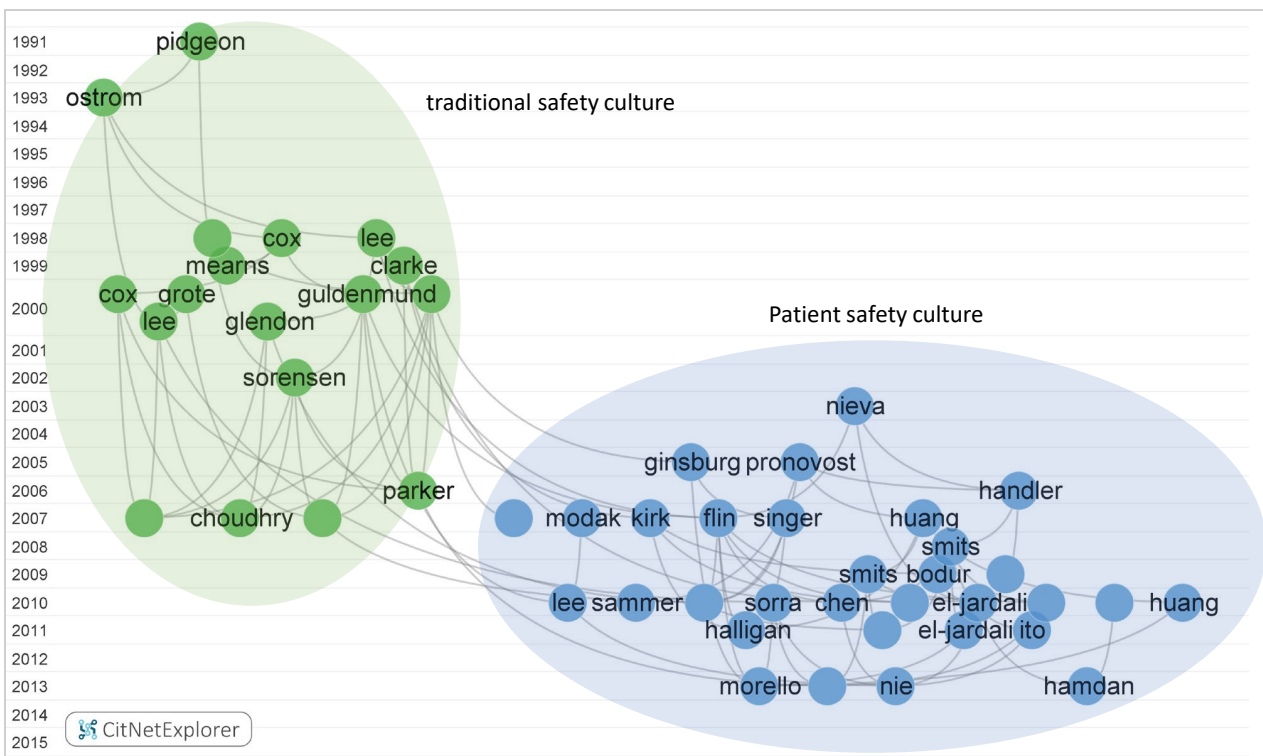 1991
pidgeon
1992
1993
ostrom
traditional safety culture
1994
1995
1996
1997
1998
cox
lee
1999
mearns
clarke
cox
grote
guldenmund
2000
lee
glendon
Patient safety culture
2001
2002
sorensen
2003
nieva
2004
2005
ginsburg
pronovost
2006
parker
handler
2007
choudhry
modak
kirk
flin
singer
huang
2008
smits
2009
smits
bodur
2010
lee
sammer
sorra
chen
el-jardali
huang
2011
halligan
el-jardali
ito
2012
2013
morello
nie
hamdan
2014
CitNetExplorer
2015